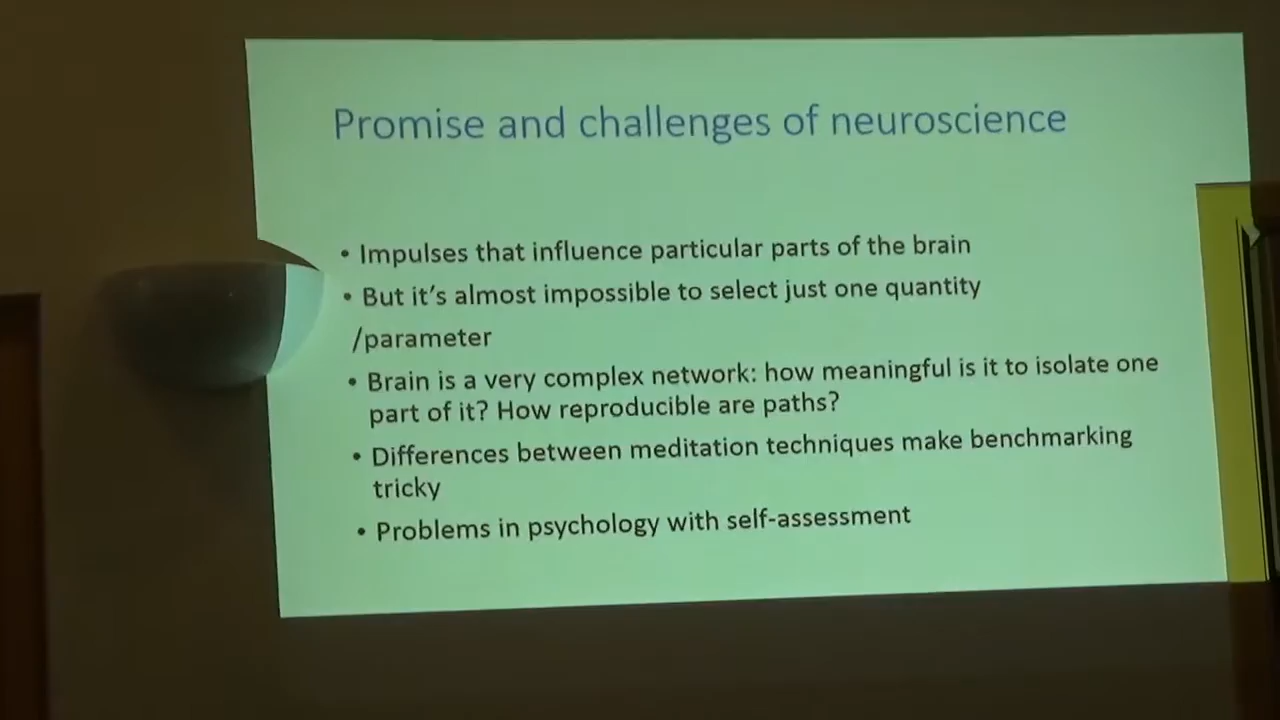 Promise and challenges of neuroscience
• Impulses that influence particular parts of the brain
• But it's almost impossible to select just one quantity
/parameter
• Brain is a very complex network: how meaningful is it to isolate one
part of it? How reproducible are paths?
• Differences between meditation techniques make benchmarking
tricky
• Problems in psychology with self-assessment